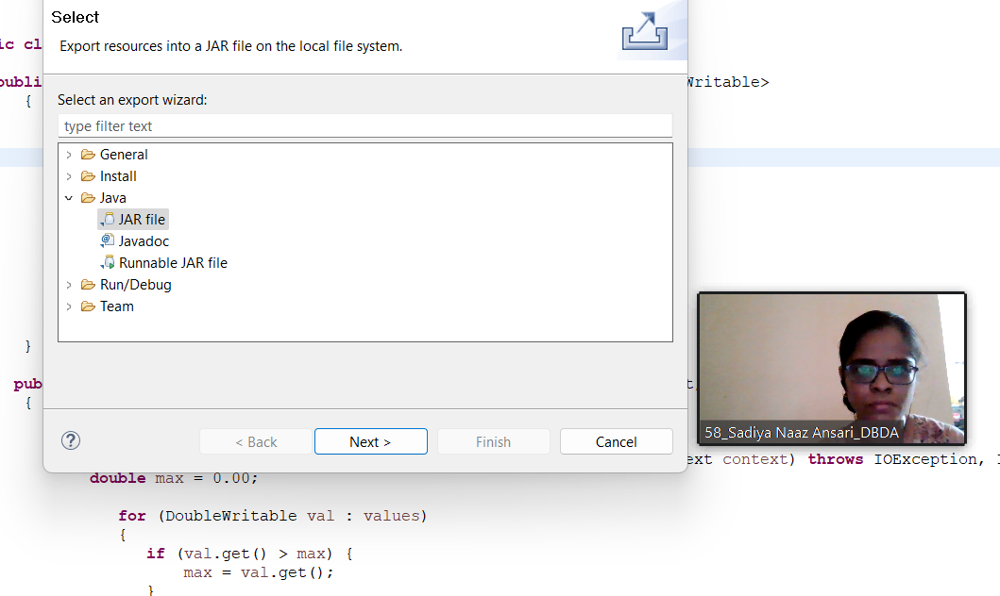 Select
Export resources into a JAR file on the local file system.
ic cl
publi
Writable>
{
Select an export wizard:
type filter text
General
Install
Java
JAR file
Javadoc
Runnable JAR file
Run/Debug
Team
}
pub
{
58_Sadiya Naaz Ansari_DBDA
? < Back Next > Finish Cancel
ext context) throws IOException, I
double max = 0.00;
for (DoubleWritable val : values)
{
if (val.get() > max) {
max = val.get();
}